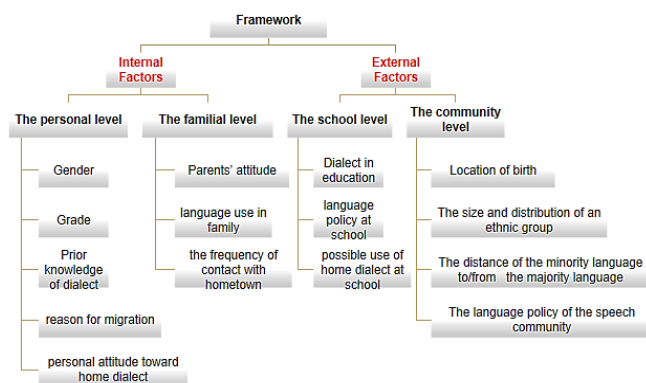 Framework
Internal
Factors
External
Factors
The personal level
The familial level
The school level
The community
level
Gender
Grade
Prior
knowledge
of dialect
reason for migration
personal attitude toward
home dialect
Parents' attitude
language use in
family
the frequency of
contact with
hometown
Dialect in
education
language
policy at
school
possible use of
home dialect at
school
Location of birth
The size and distribution of an
ethnic group
The distance of the minority language
to/from the majority language
The language policy of the speech
community